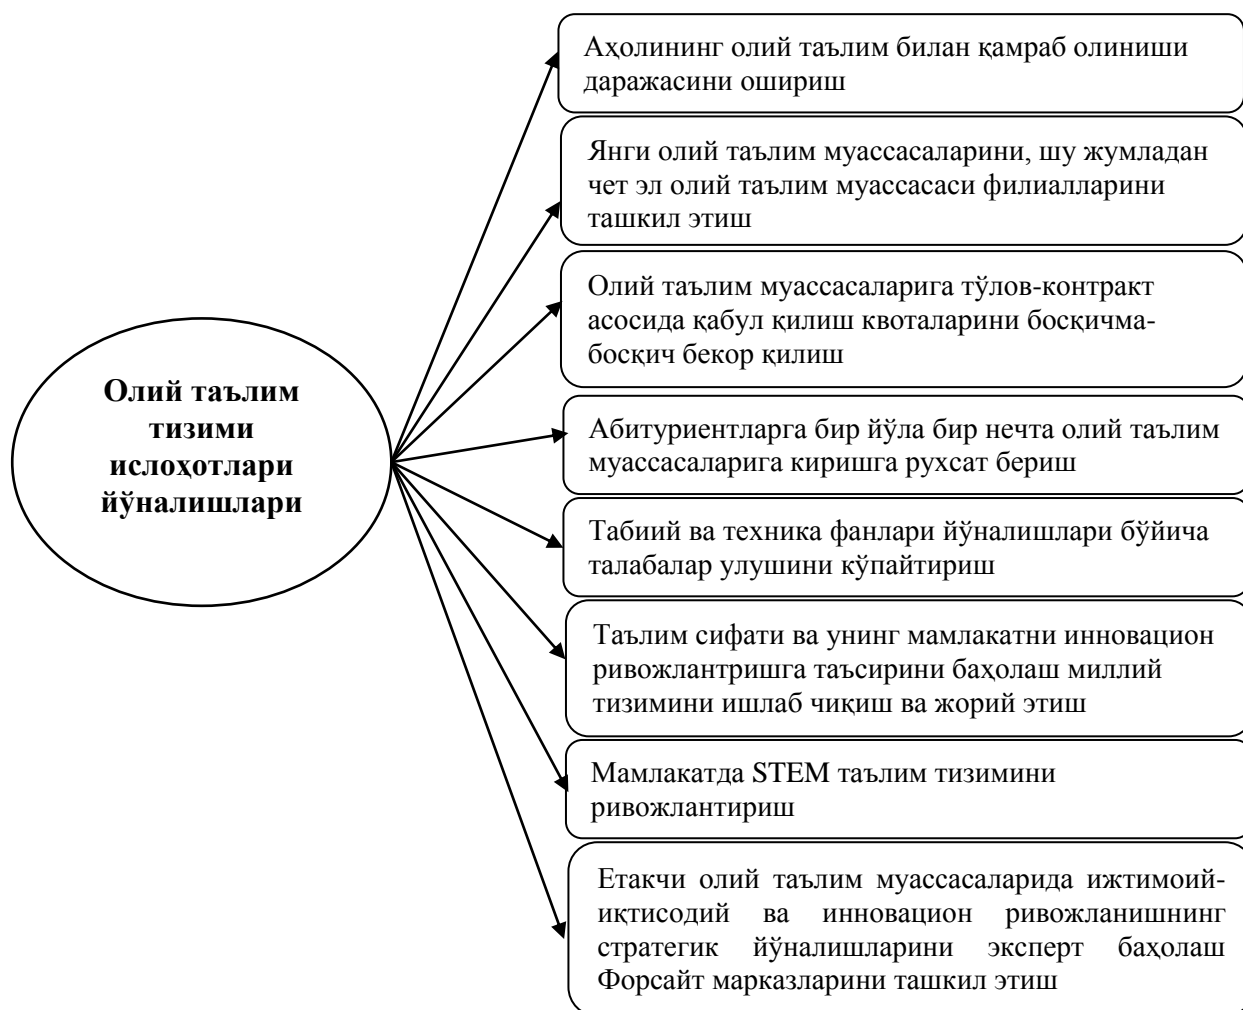 Аҳолининг олий таълим билан қамраб олиниши
даражасини ошириш
Янги олий таълим муассасаларини, шу жумладан
чет эл олий таълим муассасаси филиалларини
ташкил этиш
Олий таълим муассасаларига тўлов-контракт
асосида қабул қилиш квоталарини босқичма-
босқич бекор қилиш
Олий таълим
тизими
ислоҳотлари
йўналишлари
Абитуриентларга бир йўла бир нечта олий таълим
муассасаларига киришга рухсат бериш
Табиий ва техника фанлари йўналишлари бўйича
талабалар улушини кўпайтириш
Таълим сифати ва унинг мамлакатни инновацион
ривожлантришга таъсирини баҳолаш миллий
тизимини ишлаб чиқиш ва жорий этиш
Мамлакатда STEM таълим тизимини
ривожлантириш
Етакчи олий таълим муассасаларида ижтимоий-
иқтисодий ва инновацион ривожланишнинг
стратегик йўналишларини эксперт баҳолаш
Форсайт марказларини ташкил этиш